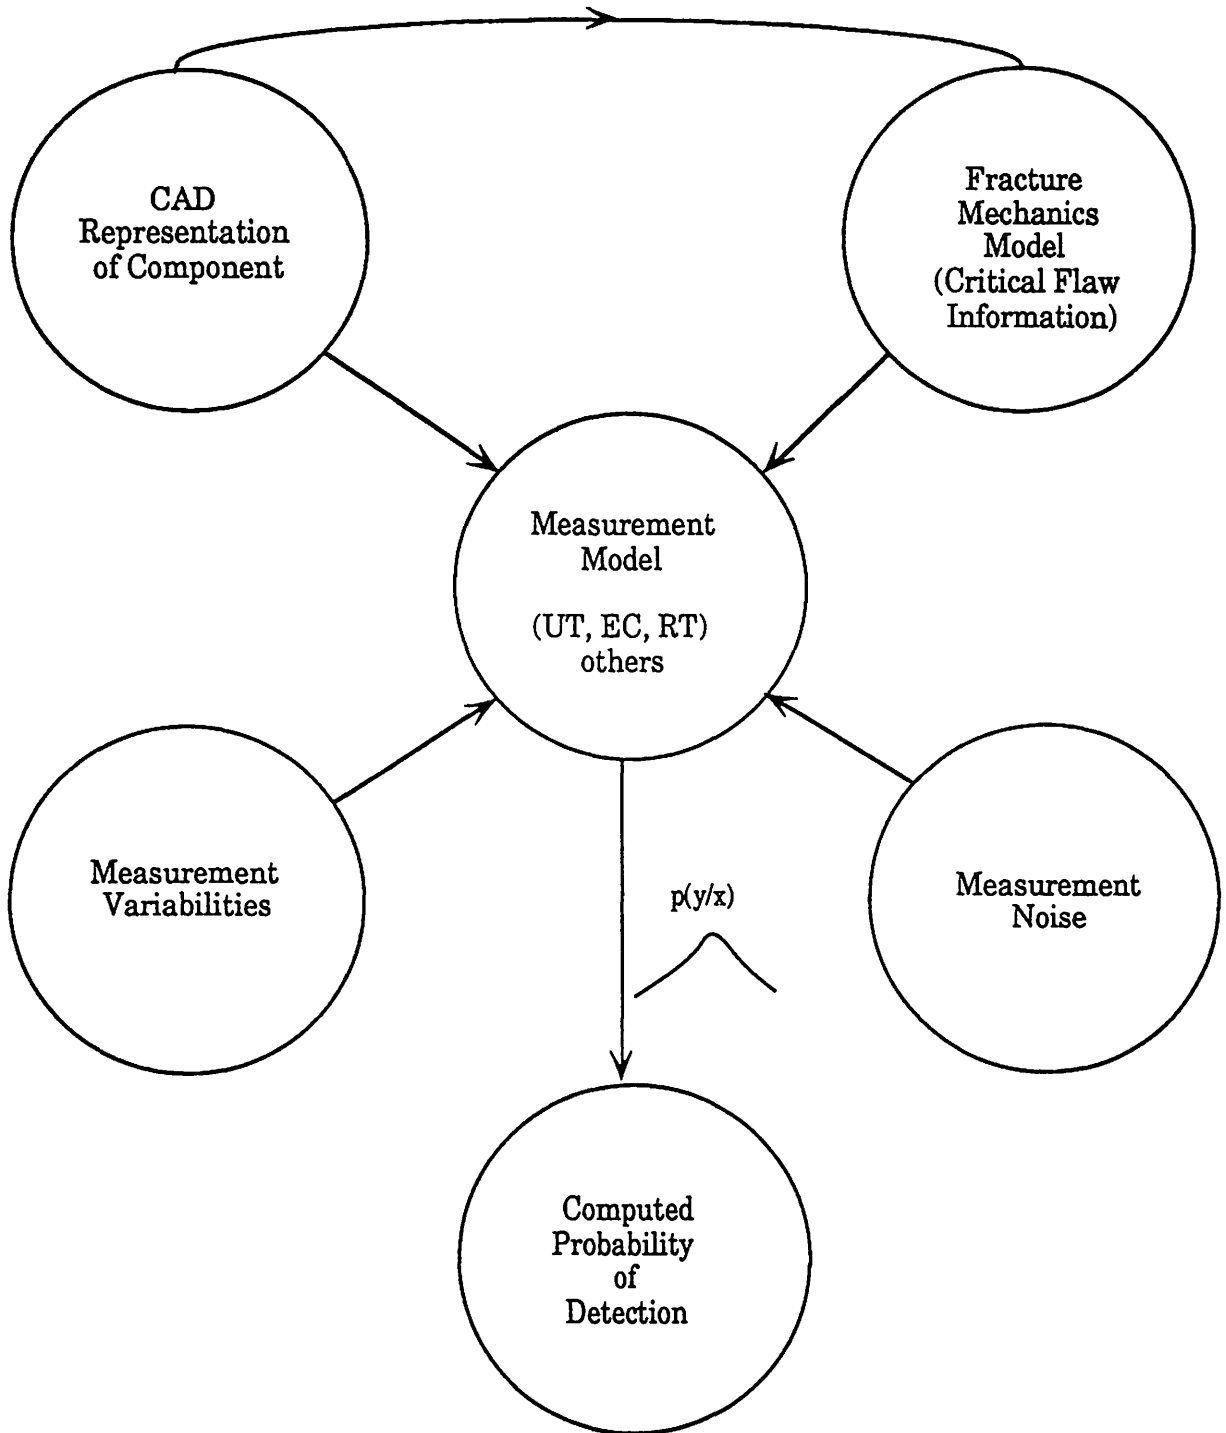 CAD
Representation
of Component
Fracture
Mechanics
Model
(Critical Flaw
Information)
Measurement
Model
(UT, EC, RT)
others
Measurement
Variabilities
Measurement
Noise
p(y/x)
Computed
Probability
of
Detection